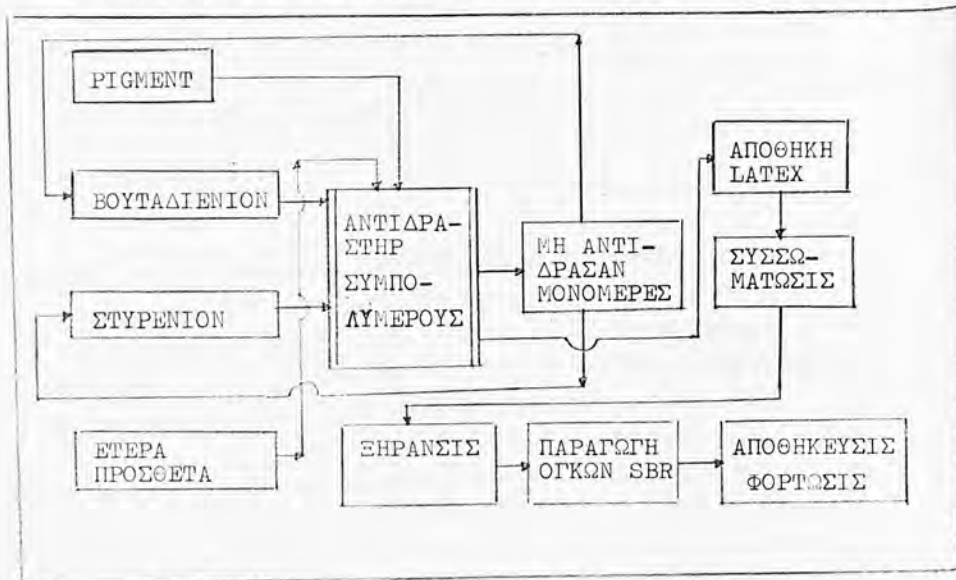 PIGMENT
ΒΟΥΤΑΔΙΕΝΙΟΝ
ΣΤΥΡΕΝΙΟΝ
ΕΤΕΡΑ
ΠΡΟΣΘΕΤΑ
ΑΝΤΙΔΡΑ-
ΣΤΗΡ
ΣΥΜΠΟ-
ΛΥΜΕΡΟΥΣ
ΜΗ ΑΝΤΙ-
ΔΡΑΣΑΝ
ΜΟΝΟΜΕΡΕΣ
ΑΠΟΘΗΚΗ
LATEX
ΣΥΣΣΩ-
ΜΑΤΩΣΙΣ
ΞΗΡΑΝΣΙΣ
ΠΑΡΑΓΩΓΗ
ΟΓΚΩΝ SBR
ΑΠΟΘΗΚΕΥΣΙΣ
ΦΟΡΤΩΣΙΣ